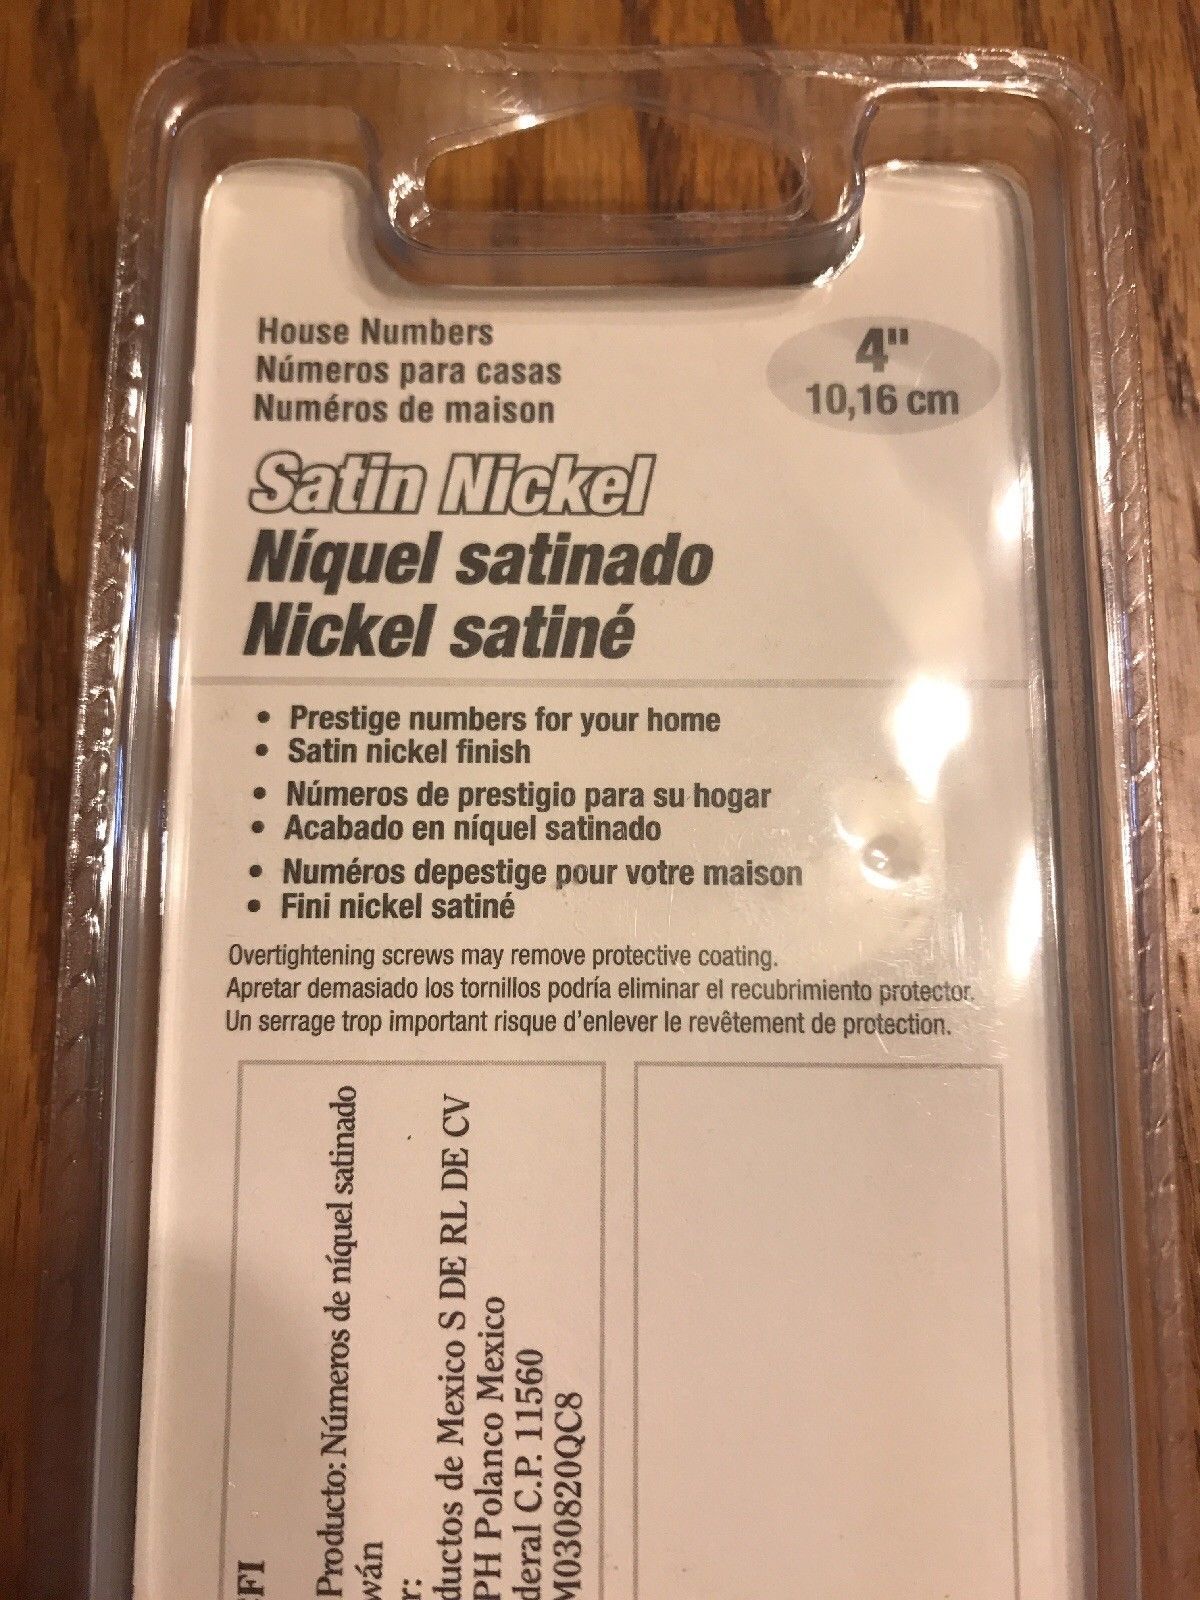 House Numbers
Números para casas
Numéros de maison
4"
10,16 cm
Satin Nickel
Níquel satinado
Nickel satiné
• Prestige numbers for your home
• Satin nickel finish
• Números de prestigio para su hogar
• Acabado en níquel satinado
• Numéros depestige pour votre maison
• Fini nickel satiné
Overtightening screws may remove protective coating.
Apretar demasiado los tornillos podría eliminar el recubrimiento protector.
Un serrage trop important risque d'enlever le revêtement de protection.
Producto: Números de níquel satinado
wán
r:
ductos de Mexico S DE RL DE CV
PH Polanco Mexico
deral C.P. 11560
M030820QC8